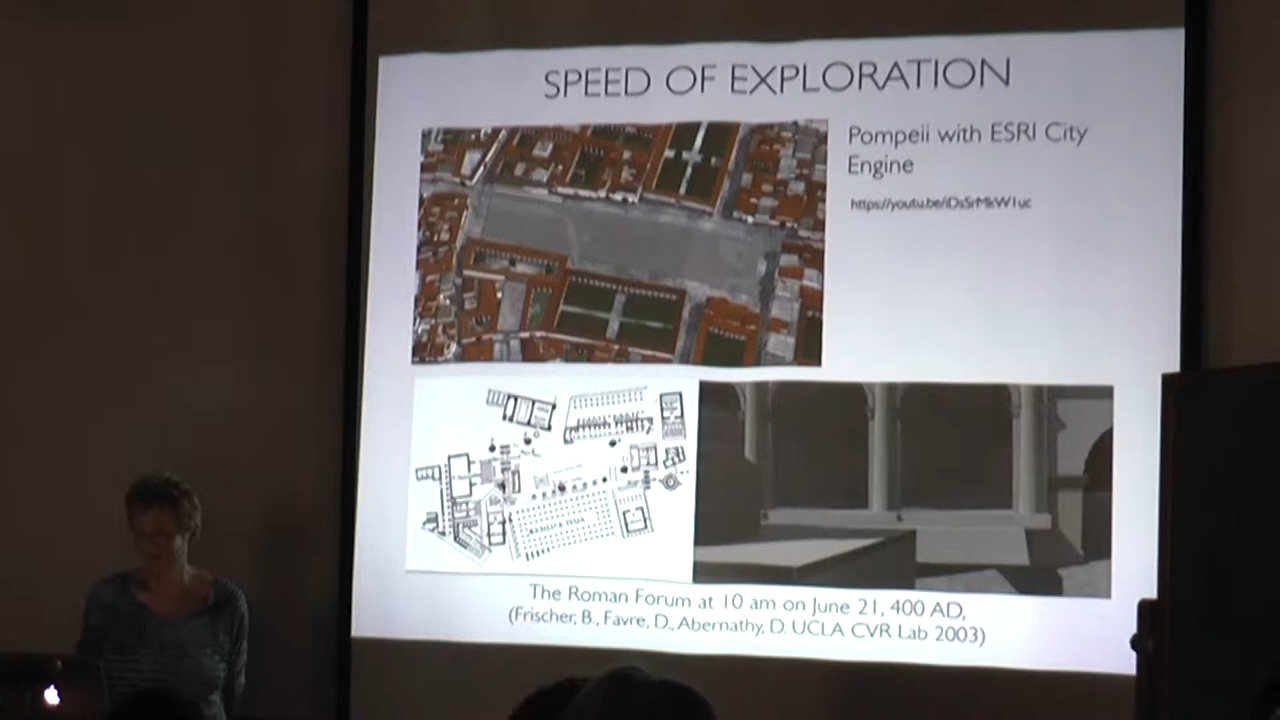 SPEED OF EXPLORATION
Pompeii with ESRI City
Engine
The Roman Forum at 10 am on June 21, 400 AD,
(Frischer, B., Favre, D., Abernathy, D. UCLA CVR Lab 2003)